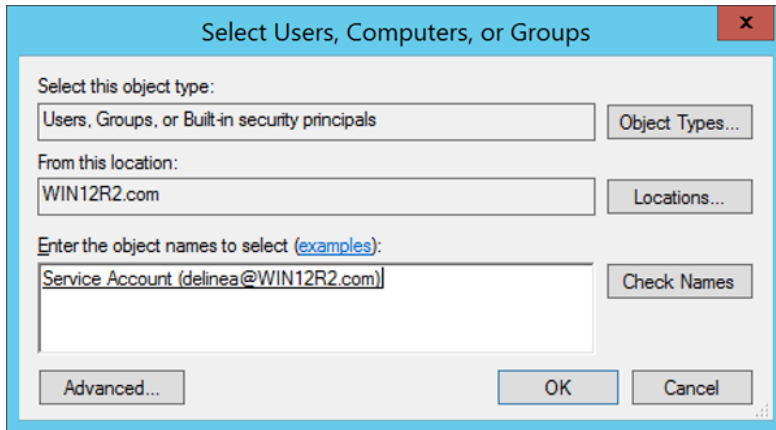 Select Users, Computers, or Groups
x
Select this object type:
Users, Groups, or Built-in security principals
Object Types...
From this location:
WIN12R2.com
Locations...
Enter the object names to select (examples):
Service Account (delinea@WIN12R2.com)
Check Names
Advanced...
OK
Cancel